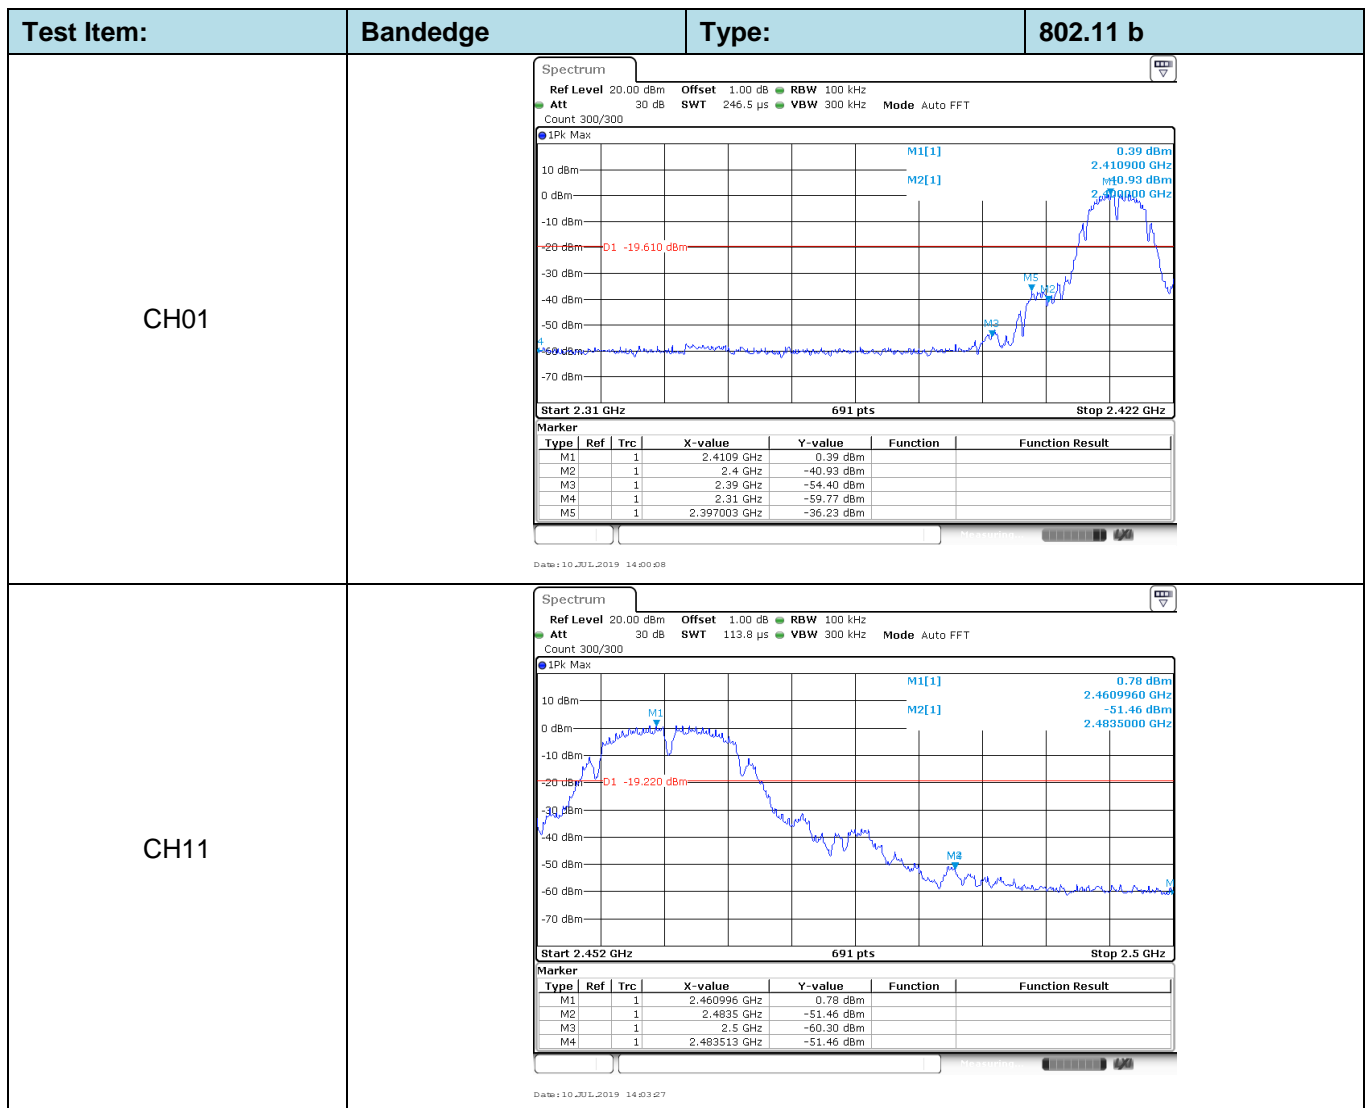 Test Item: Bandedge Type: 802.11 b
CH01
Spectrum
Ref Level 20.00 dBm Offset 1.00 dB RBW 100 kHz
Att 30 dB SWT 246.5 µs VBW 300 kHz Mode Auto FFT
Count 300/300
1Pk Max
M1[1] 0.39 dBm
2.410900 GHz
M2[1] -40.93 dBm
10 dBm
0 dBm
-10 dBm
-20 dBm
D1 -19.610 dBm
-30 dBm
M5
M2
-40 dBm
-50 dBm
M3
-60 dBm
-70 dBm
Start 2.31 GHz 691 pts Stop 2.422 GHz
Marker
Type Ref Trc X-value Y-value Function Function Result
M1 1 2.4109 GHz 0.39 dBm
M2 1 2.4 GHz -40.93 dBm
M3 1 2.39 GHz -54.40 dBm
M4 1 2.31 GHz -59.77 dBm
M5 1 2.397003 GHz -36.23 dBm
Measuring...
Date: 10.JUL.2019 14:00:08
CH11
Spectrum
Ref Level 20.00 dBm Offset 1.00 dB RBW 100 kHz
Att 30 dB SWT 113.8 µs VBW 300 kHz Mode Auto FFT
Count 300/300
1Pk Max
M1[1] 0.78 dBm
2.4609960 GHz
M2[1] -51.46 dBm
2.4835000 GHz
10 dBm
M1
0 dBm
-10 dBm
-20 dBm
D1 -19.220 dBm
-30 dBm
-40 dBm
-50 dBm
-60 dBm
-70 dBm
Start 2.452 GHz 691 pts Stop 2.5 GHz
Marker
Type Ref Trc X-value Y-value Function Function Result
M1 1 2.460996 GHz 0.78 dBm
M2 1 2.4835 GHz -51.46 dBm
M3 1 2.5 GHz -60.30 dBm
M4 1 2.483513 GHz -51.46 dBm
Measuring...
Date: 10.JUL.2019 14:03:27